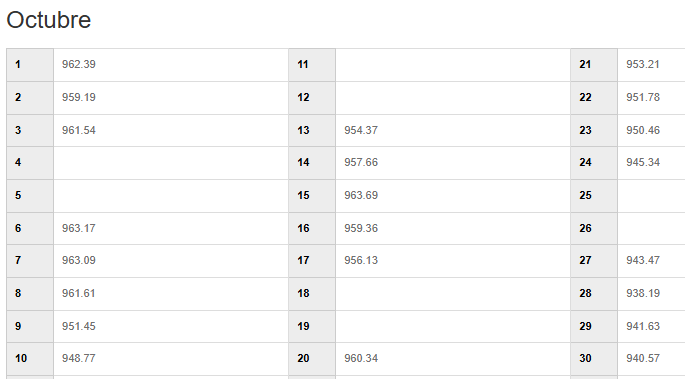 Octubre
1 962.39 11 21 953.21
2 959.19 12 22 951.78
3 961.54 13 954.37 23 950.46
4 14 957.66 24 945.34
5 15 963.69 25
6 963.17 16 959.36 26
7 963.09 17 956.13 27 943.47
8 961.61 18 28 938.19
9 951.45 19 29 941.63
10 948.77 20 960.34 30 940.57